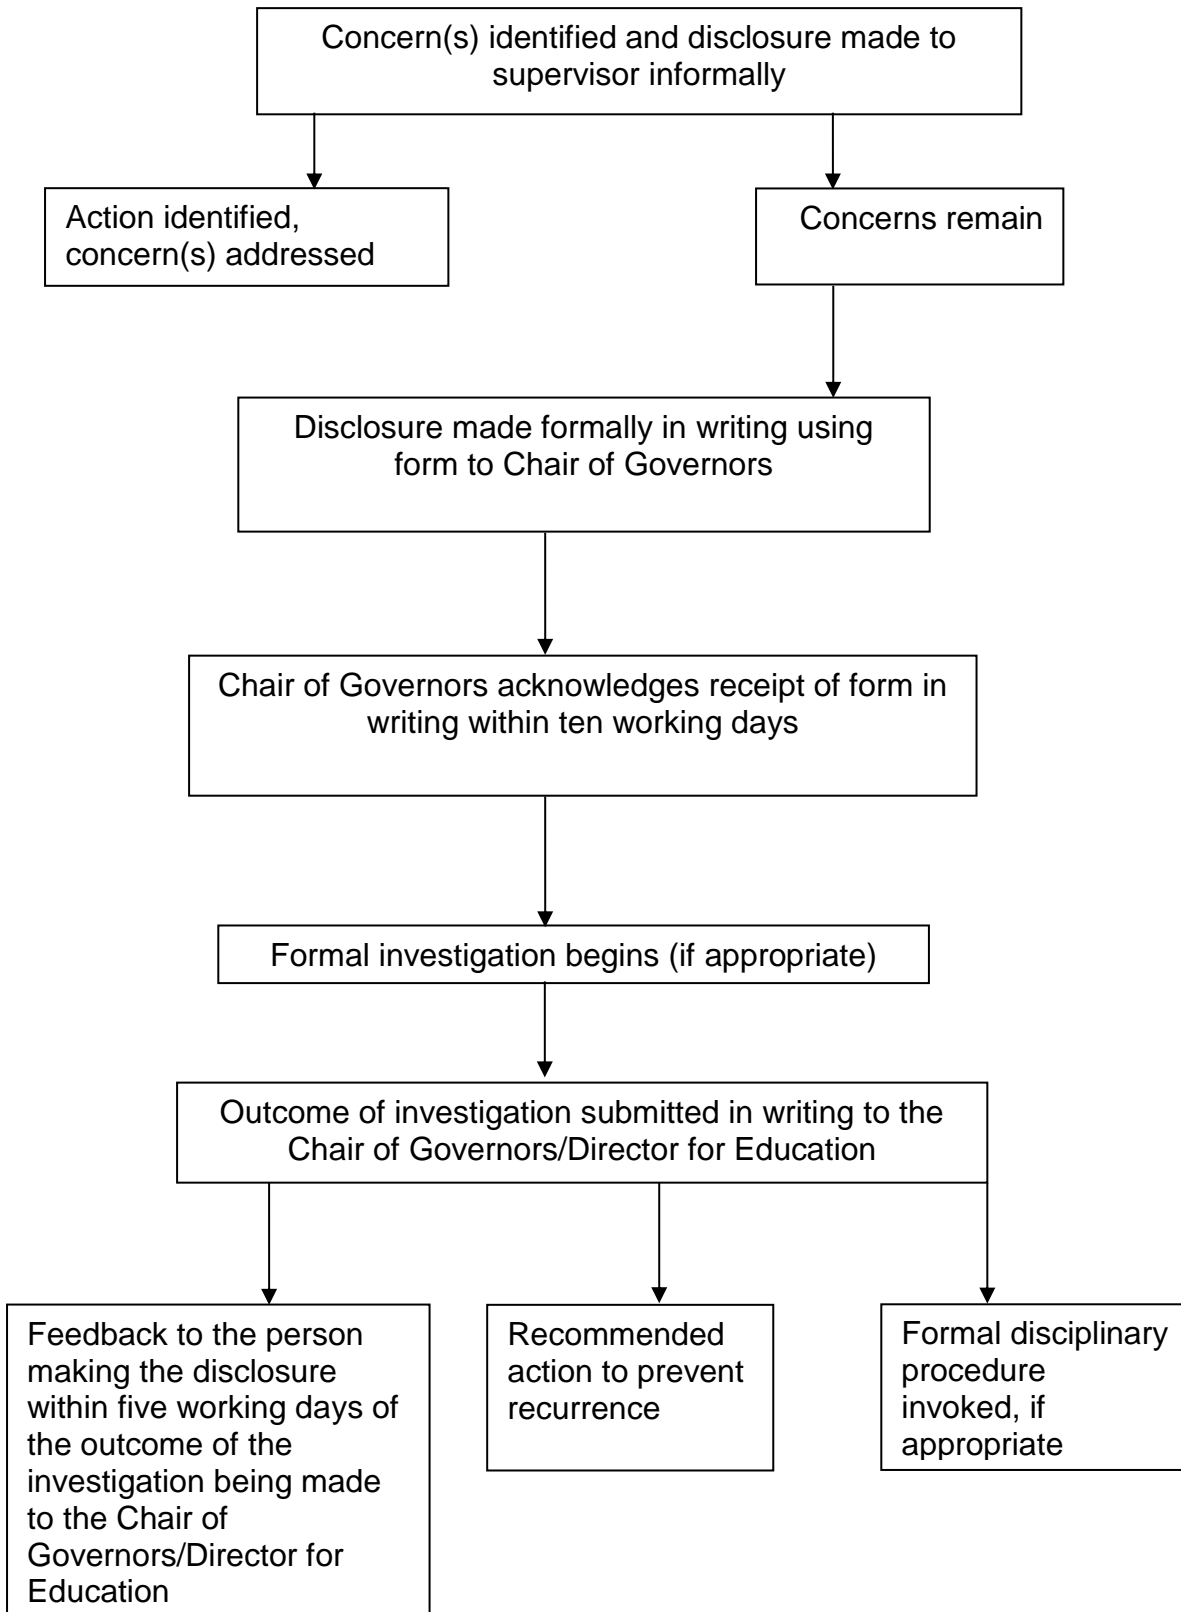 Concern(s) identified and disclosure made to
supervisor informally
Action identified,
concern(s) addressed
Concerns remain
Disclosure made formally in writing using
form to Chair of Governors
Chair of Governors acknowledges receipt of form in
writing within ten working days
Formal investigation begins (if appropriate)
Outcome of investigation submitted in writing to the
Chair of Governors/Director for Education
Feedback to the person
making the disclosure
within five working days of
the outcome of the
investigation being made
to the Chair of
Governors/Director for
Education
Recommended
action to prevent
recurrence
Formal disciplinary
procedure
invoked, if
appropriate